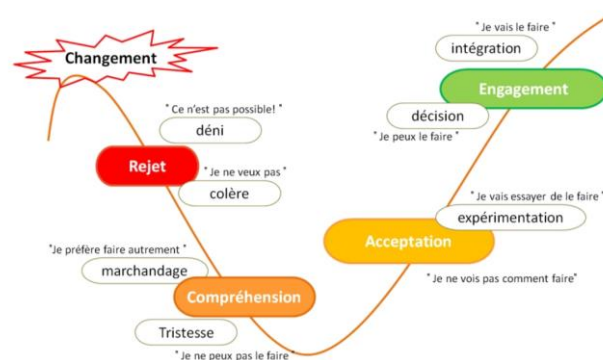 Changement
" Ce n'est pas possible! "
déni
Rejet
" Je ne veux pas "
colère
"Je préfère faire autrement "
marchandage
Compréhension
Tristesse
" Je ne peux pas le faire "
" Je vais le faire "
intégration
Engagement
décision
" Je peux le faire "
" Je vais essayer de le faire "
expérimentation
Acceptation
" Je ne vois pas comment faire"